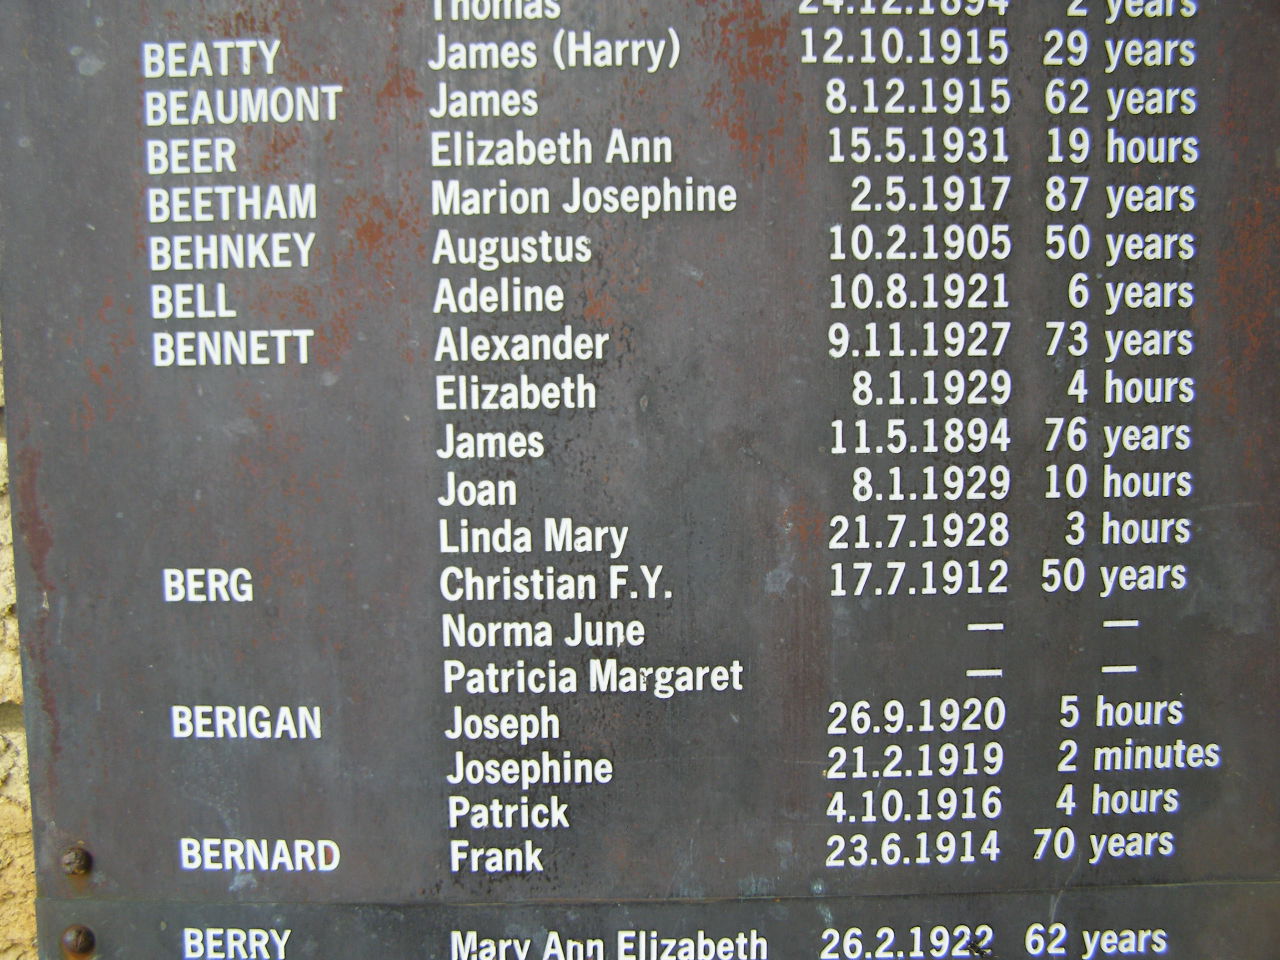 Thomas 24.12.1894 2 years
BEATTY James (Harry) 12.10.1915 29 years
BEAUMONT James 8.12.1915 62 years
BEER Elizabeth Ann 15.5.1931 19 hours
BEETHAM Marion Josephine 2.5.1917 87 years
BEHNKEY Augustus 10.2.1905 50 years
BELL Adeline 10.8.1921 6 years
BENNETT Alexander 9.11.1927 73 years
Elizabeth 8.1.1929 4 hours
James 11.5.1894 76 years
Joan 8.1.1929 10 hours
Linda Mary 21.7.1928 3 hours
BERG Christian F.Y. 17.7.1912 50 years
Norma June — —
Patricia Margaret — —
BERIGAN Joseph 26.9.1920 5 hours
Josephine 21.2.1919 2 minutes
Patrick 4.10.1916 4 hours
BERNARD Frank 23.6.1914 70 years
BERRY Mary Ann Elizabeth 26.2.1922 62 years